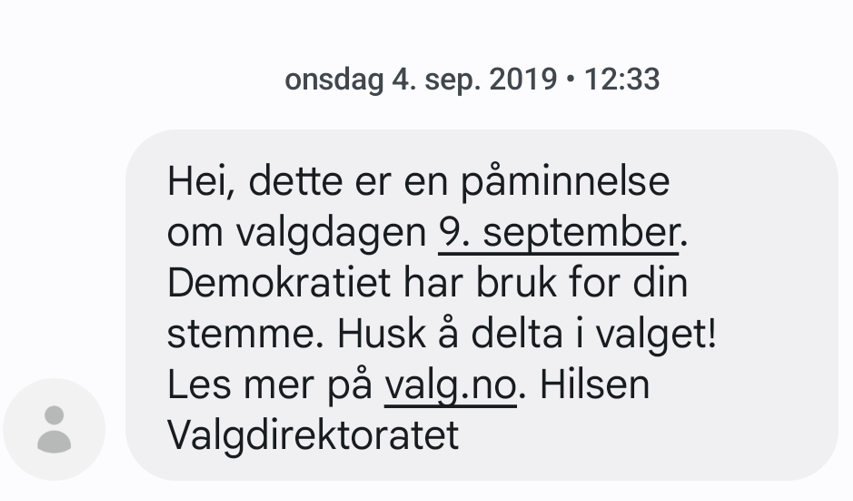 onsdag 4. sep. 2019 • 12:33
Hei, dette er en påminnelse
om valgdagen 9. september.
Demokratiet har bruk for din
stemme. Husk å delta i valget!
Les mer på valg.no. Hilsen
Valgdirektoratet